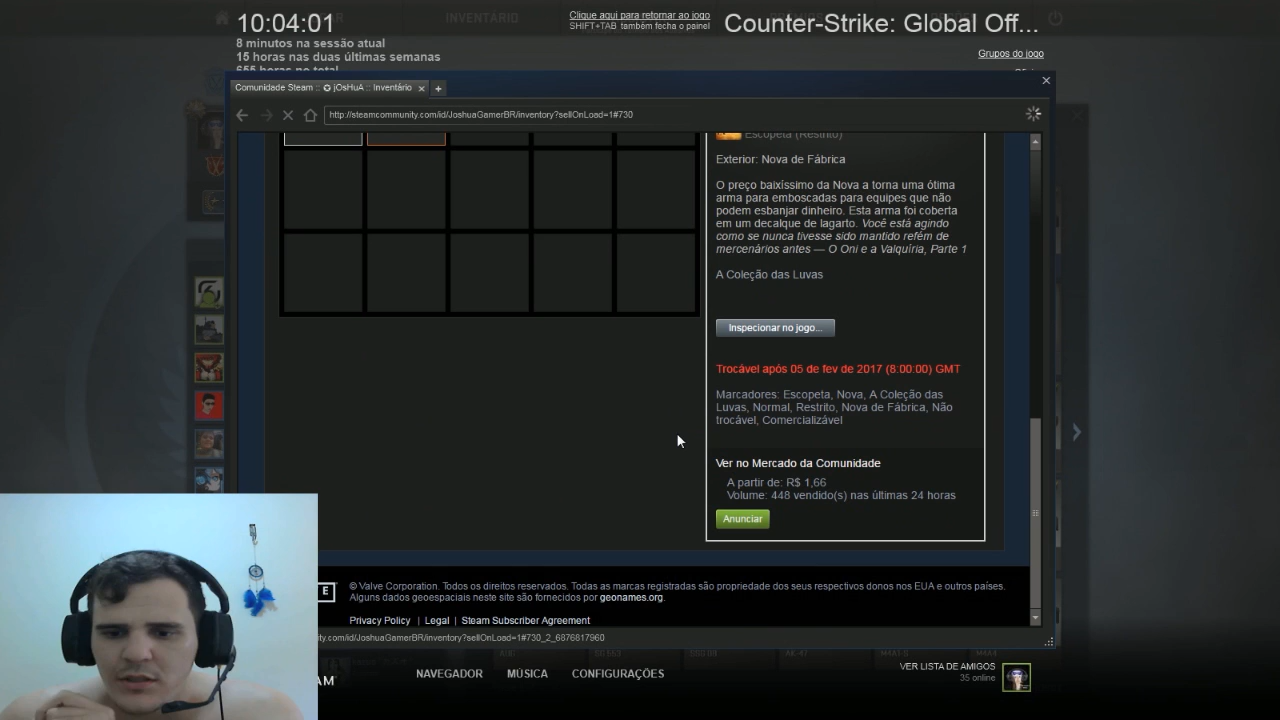 INVENTÁRIO
10:04:01
Clique aqui para retornar ao jogo
SHIFT+TAB também fecha o painel
Counter-Strike: Global Off...
8 minutos na sessão atual
15 horas nas duas últimas semanas
655 horas no total
Grupos do jogo
Comunidade Steam :: jOsHuA :: Inventário
http://steamcommunity.com/id/JoshuaGamerBR/inventory?sellOnLoad=1#730
Escopeta (Restrito)
Exterior: Nova de Fábrica
O preço baixíssimo da Nova a torna uma ótima
arma para emboscadas para equipes que não
podem esbanjar dinheiro. Esta arma foi coberta
em um decalque de lagarto. Você está agindo
como se nunca tivesse sido mantido refém de
mercenários antes — O Oni e a Valquíria, Parte 1
A Coleção das Luvas
Inspecionar no jogo...
Trocável após 05 de fev de 2017 (8:00:00) GMT
Marcadores: Escopeta, Nova, A Coleção das
Luvas, Normal, Restrito, Nova de Fábrica, Não
trocável, Comercializável
Ver no Mercado da Comunidade
A partir de: R$ 1,66
Volume: 448 vendido(s) nas últimas 24 horas
Anunciar
E
© Valve Corporation. Todos os direitos reservados. Todas as marcas registradas são propriedade dos seus respectivos donos nos EUA e outros países.
Alguns dados geoespaciais neste site são fornecidos por geonames.org.
Privacy Policy | Legal | Steam Subscriber Agreement
ity.com/id/JoshuaGamerBR/inventory?sellOnLoad=1#730_2_6876817960
AM
NAVEGADOR
MÚSICA
CONFIGURAÇÕES
VER LISTA DE AMIGOS
35 online